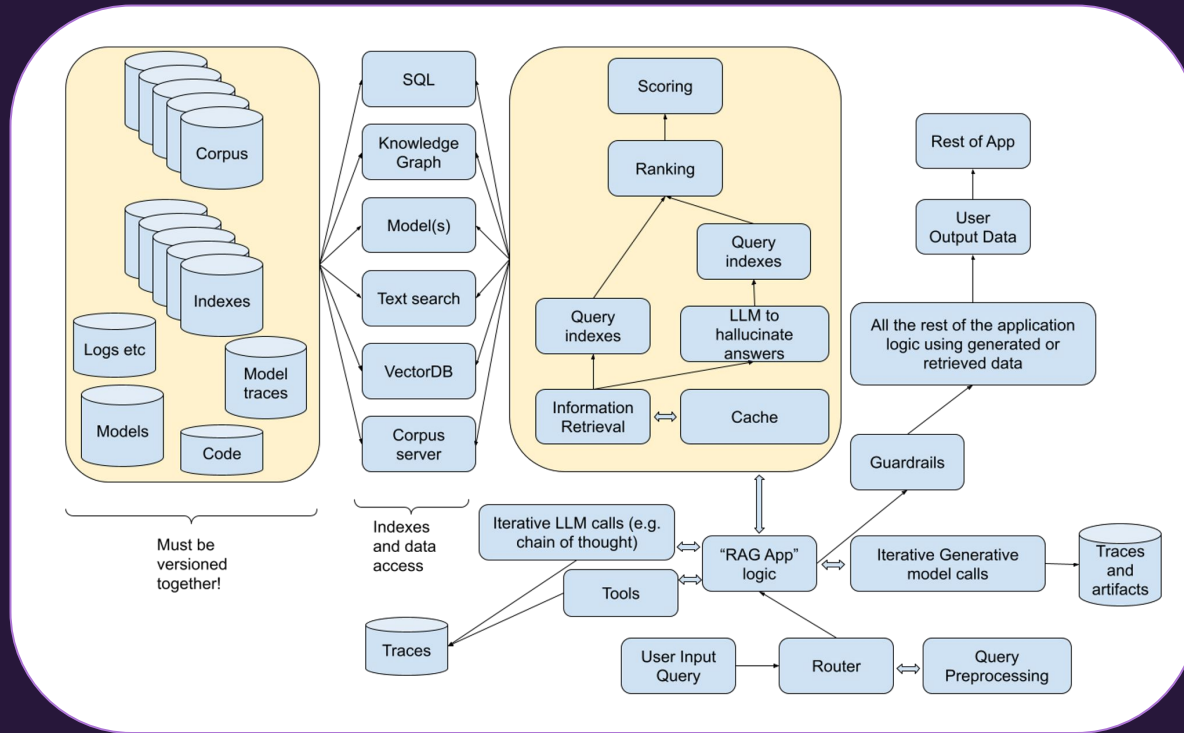 Corpus
Indexes
Logs etc
Model
traces
Models
Code
Must be
versioned
together!
SQL
Knowledge
Graph
Model(s)
Text search
VectorDB
Corpus
server
Indexes
and data
access
Scoring
Ranking
Query
indexes
Query
indexes
LLM to
hallucinate
answers
Information
Retrieval
Cache
Rest of App
User
Output Data
All the rest of the application
logic using generated or
retrieved data
Guardrails
Iterative LLM calls (e.g.
chain of thought)
"RAG App"
logic
Iterative Generative
model calls
Traces
and
artifacts
Tools
Traces
User Input
Query
Router
Query
Preprocessing